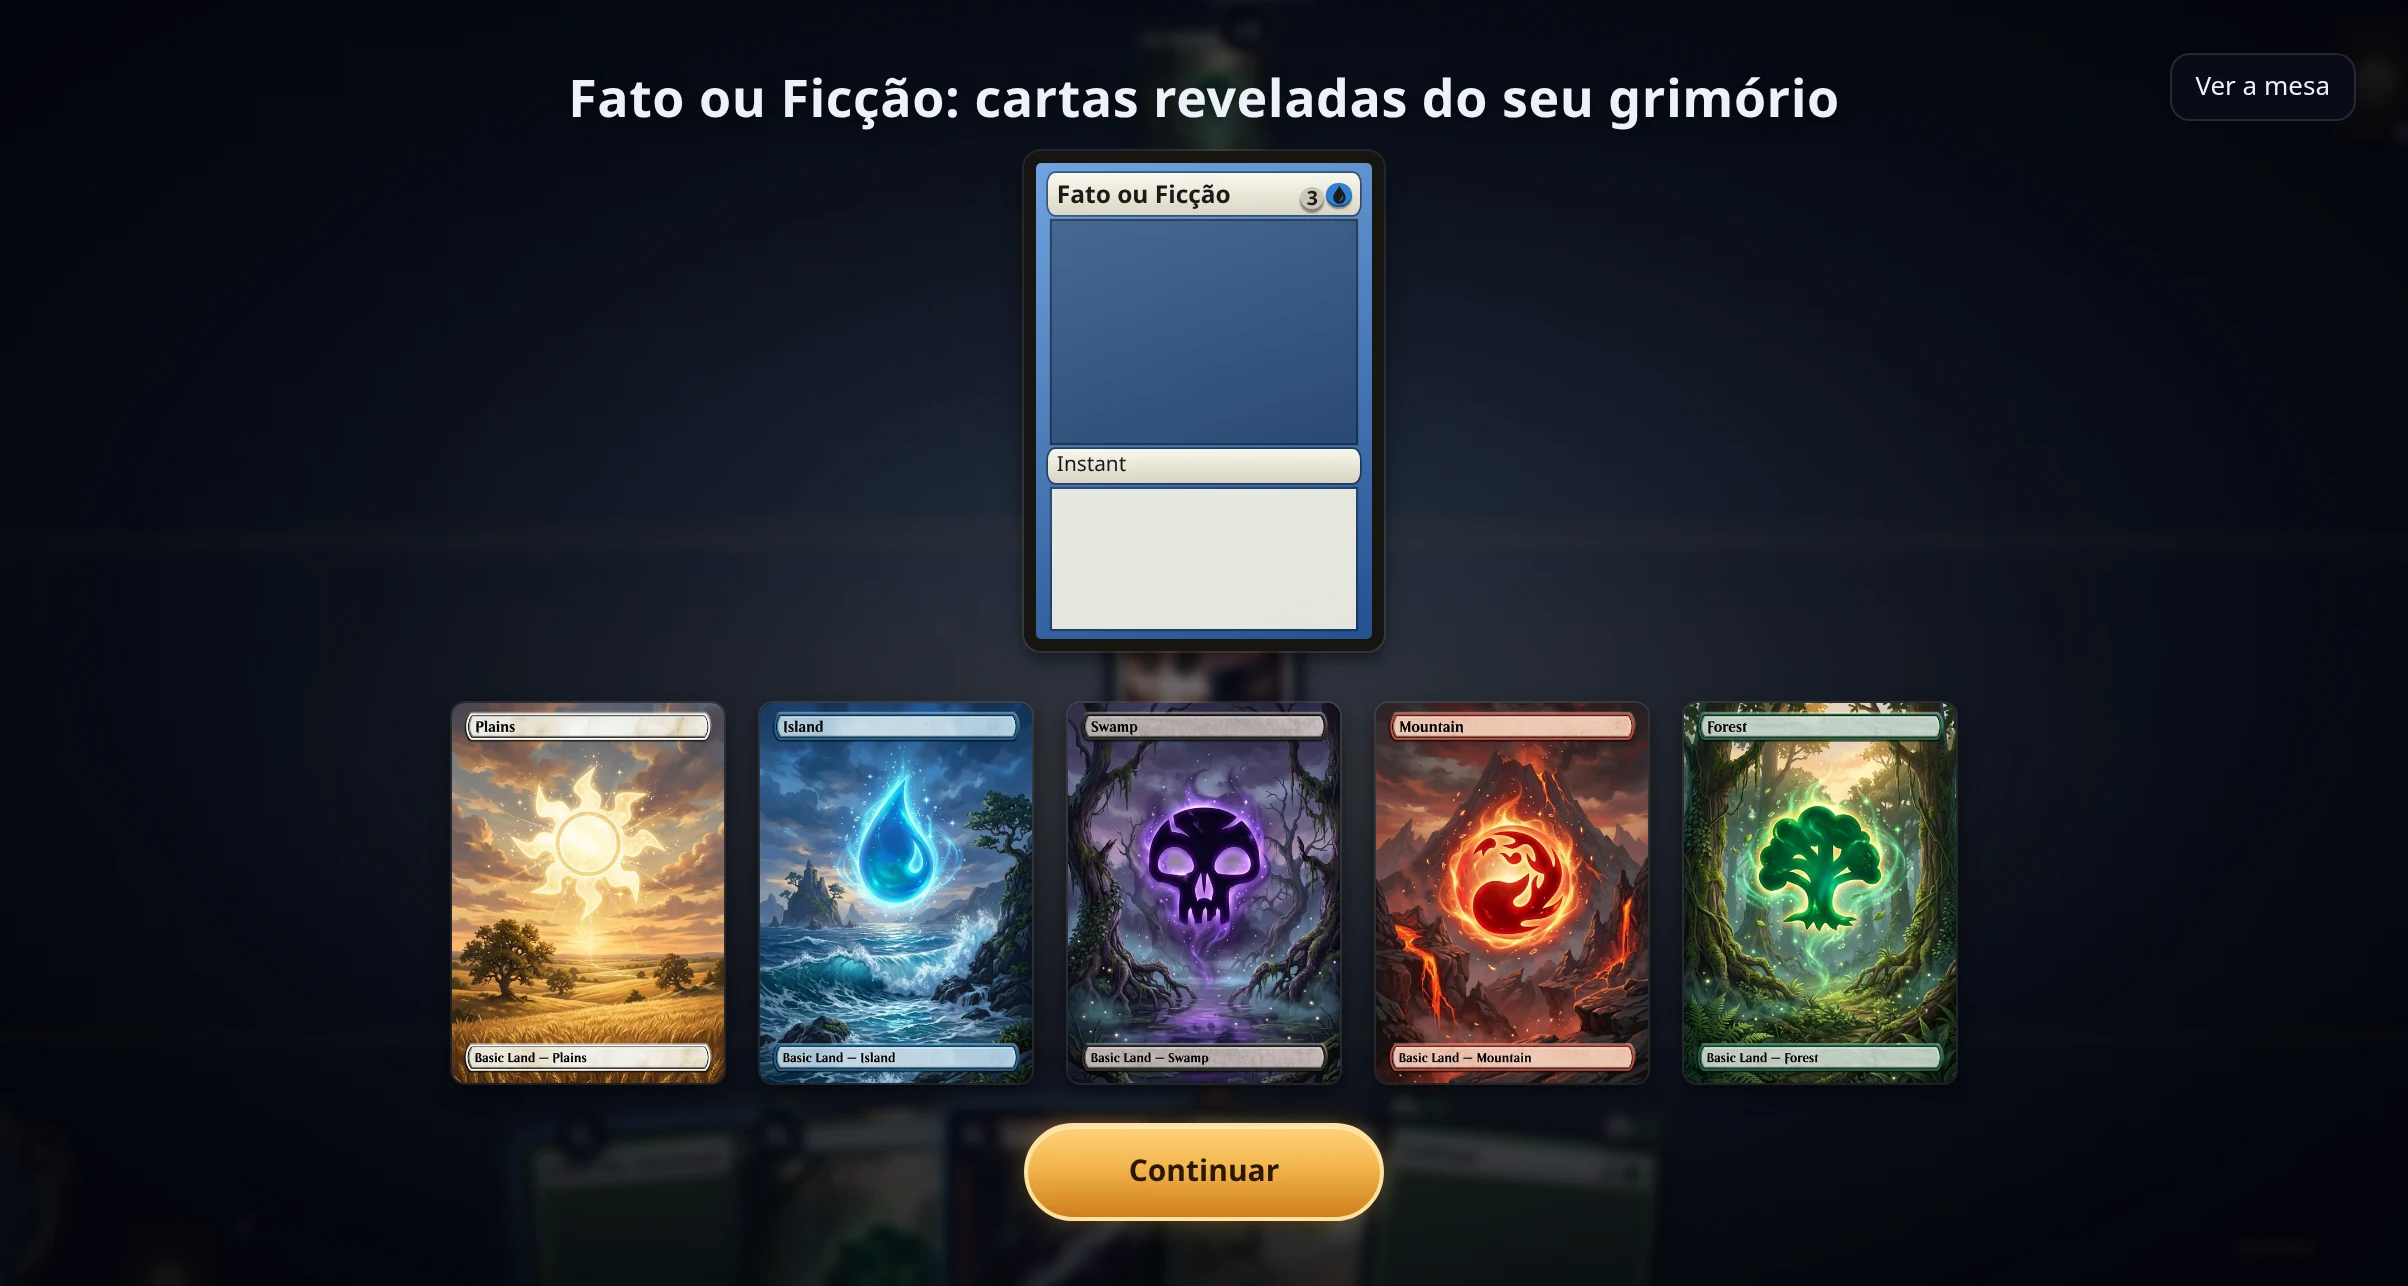 Fato ou Ficção: cartas reveladas do seu grimório
Ver a mesa
Fato ou Ficção 3
Instant
Plains
Island
Swamp
Mountain
Forest
Basic Land — Plains
Basic Land — Island
Basic Land — Swamp
Basic Land — Mountain
Basic Land — Forest
Continuar